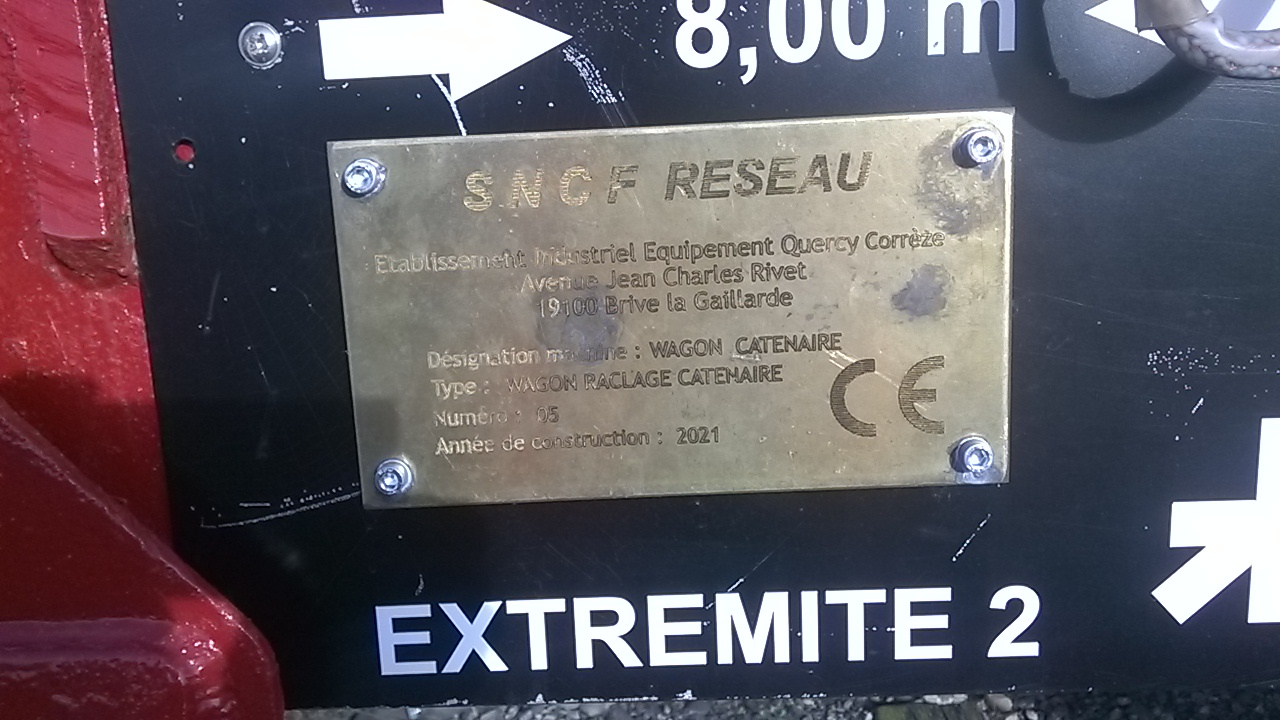 8,00 m
S.N C F RESEAU
Etablissement Industriel Equipement Quercy Corrèze
Avenue Jean Charles Rivet
19100 Brive la Gaillarde
Désignation machine : WAGON CATENAIRE
Type : WAGON RACLAGE CATENAIRE
Numéro : 05
Année de construction : 2021
CE
EXTREMITE 2